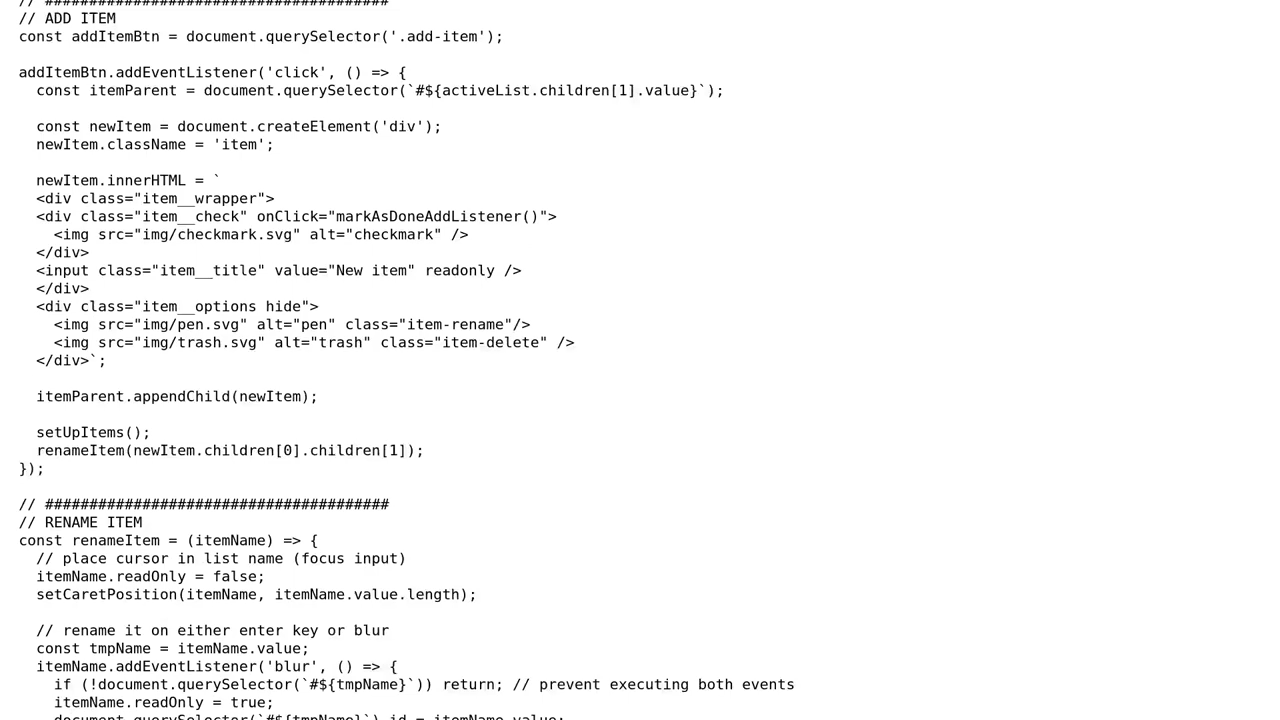 // #######################################
// ADD ITEM
const addItemBtn = document.querySelector('.add-item');

addItemBtn.addEventListener('click', () => {
  const itemParent = document.querySelector(`#${activeList.children[1].value}`);

  const newItem = document.createElement('div');
  newItem.className = 'item';

  newItem.innerHTML = `
  <div class="item__wrapper">
  <div class="item__check" onClick="markAsDoneAddListener()">
    <img src="img/checkmark.svg" alt="checkmark" />
  </div>
  <input class="item__title" value="New item" readonly />
  </div>
  <div class="item__options hide">
    <img src="img/pen.svg" alt="pen" class="item-rename"/>
    <img src="img/trash.svg" alt="trash" class="item-delete" />
  </div>`;

  itemParent.appendChild(newItem);

  setUpItems();
  renameItem(newItem.children[0].children[1]);
});

// #######################################
// RENAME ITEM
const renameItem = (itemName) => {
  // place cursor in list name (focus input)
  itemName.readOnly = false;
  setCaretPosition(itemName, itemName.value.length);

  // rename it on either enter key or blur
  const tmpName = itemName.value;
  itemName.addEventListener('blur', () => {
    if (!document.querySelector(`#${tmpName}`)) return; // prevent executing both events
    itemName.readOnly = true;
    document.querySelector(`#${tmpName}`).id = itemName.value;